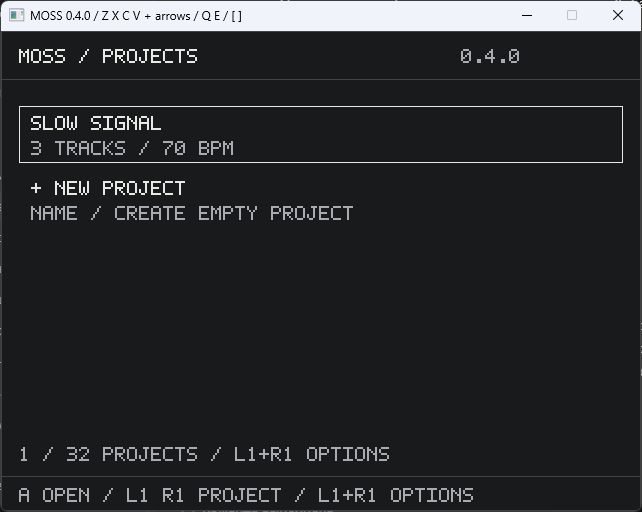 MOSS 0.4.0 / Z X C V + arrows / Q E / [ ]
MOSS / PROJECTS 0.4.0
SLOW SIGNAL
3 TRACKS / 70 BPM
+ NEW PROJECT
NAME / CREATE EMPTY PROJECT
1 / 32 PROJECTS / L1+R1 OPTIONS
A OPEN / L1 R1 PROJECT / L1+R1 OPTIONS